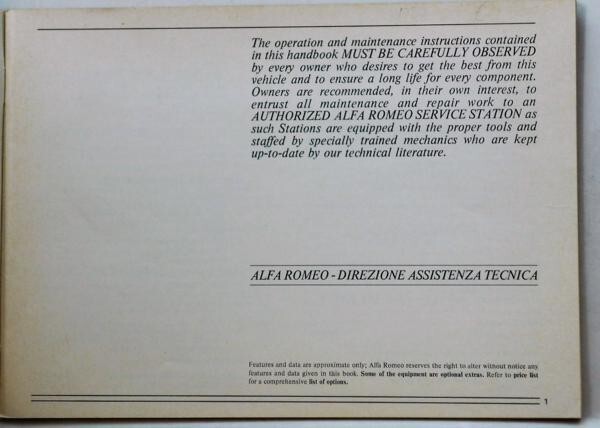 The operation and maintenance instructions contained
in this handbook MUST BE CAREFULLY OBSERVED
by every owner who desires to get the best from this
vehicle and to ensure a long life for every component.
Owners are recommended, in their own interest, to
entrust all maintenance and repair work to an
AUTHORIZED ALFA ROMEO SERVICE STATION as
such Stations are equipped with the proper tools and
staffed by specially trained mechanics who are kept
up-to-date by our technical literature.
ALFA ROMEO - DIREZIONE ASSISTENZA TECNICA
Features and data are approximate only; Alfa Romeo reserves the right to alter without notice any
features and data given in this book. Some of the equipment are optional extras. Refer to price list
for a comprehensive list of options.
1